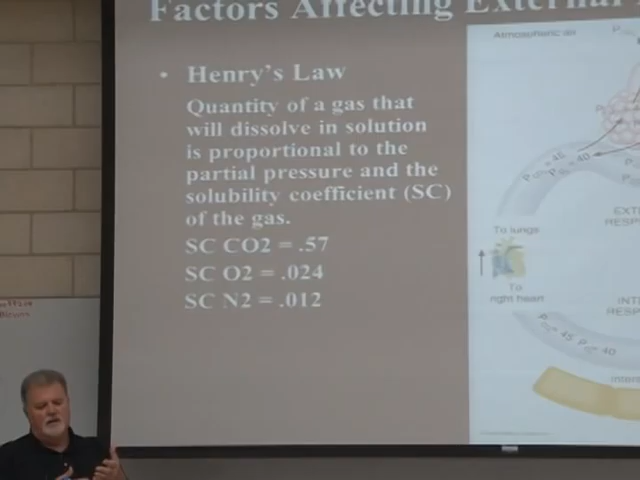 Factors Affecting External
• Henry's Law
Quantity of a gas that
will dissolve in solution
is proportional to the
partial pressure and the
solubility coefficient (SC)
of the gas.
SC CO2 = .57
SC O2 = .024
SC N2 = .012
Atmospheric air
To lungs
To
right heart